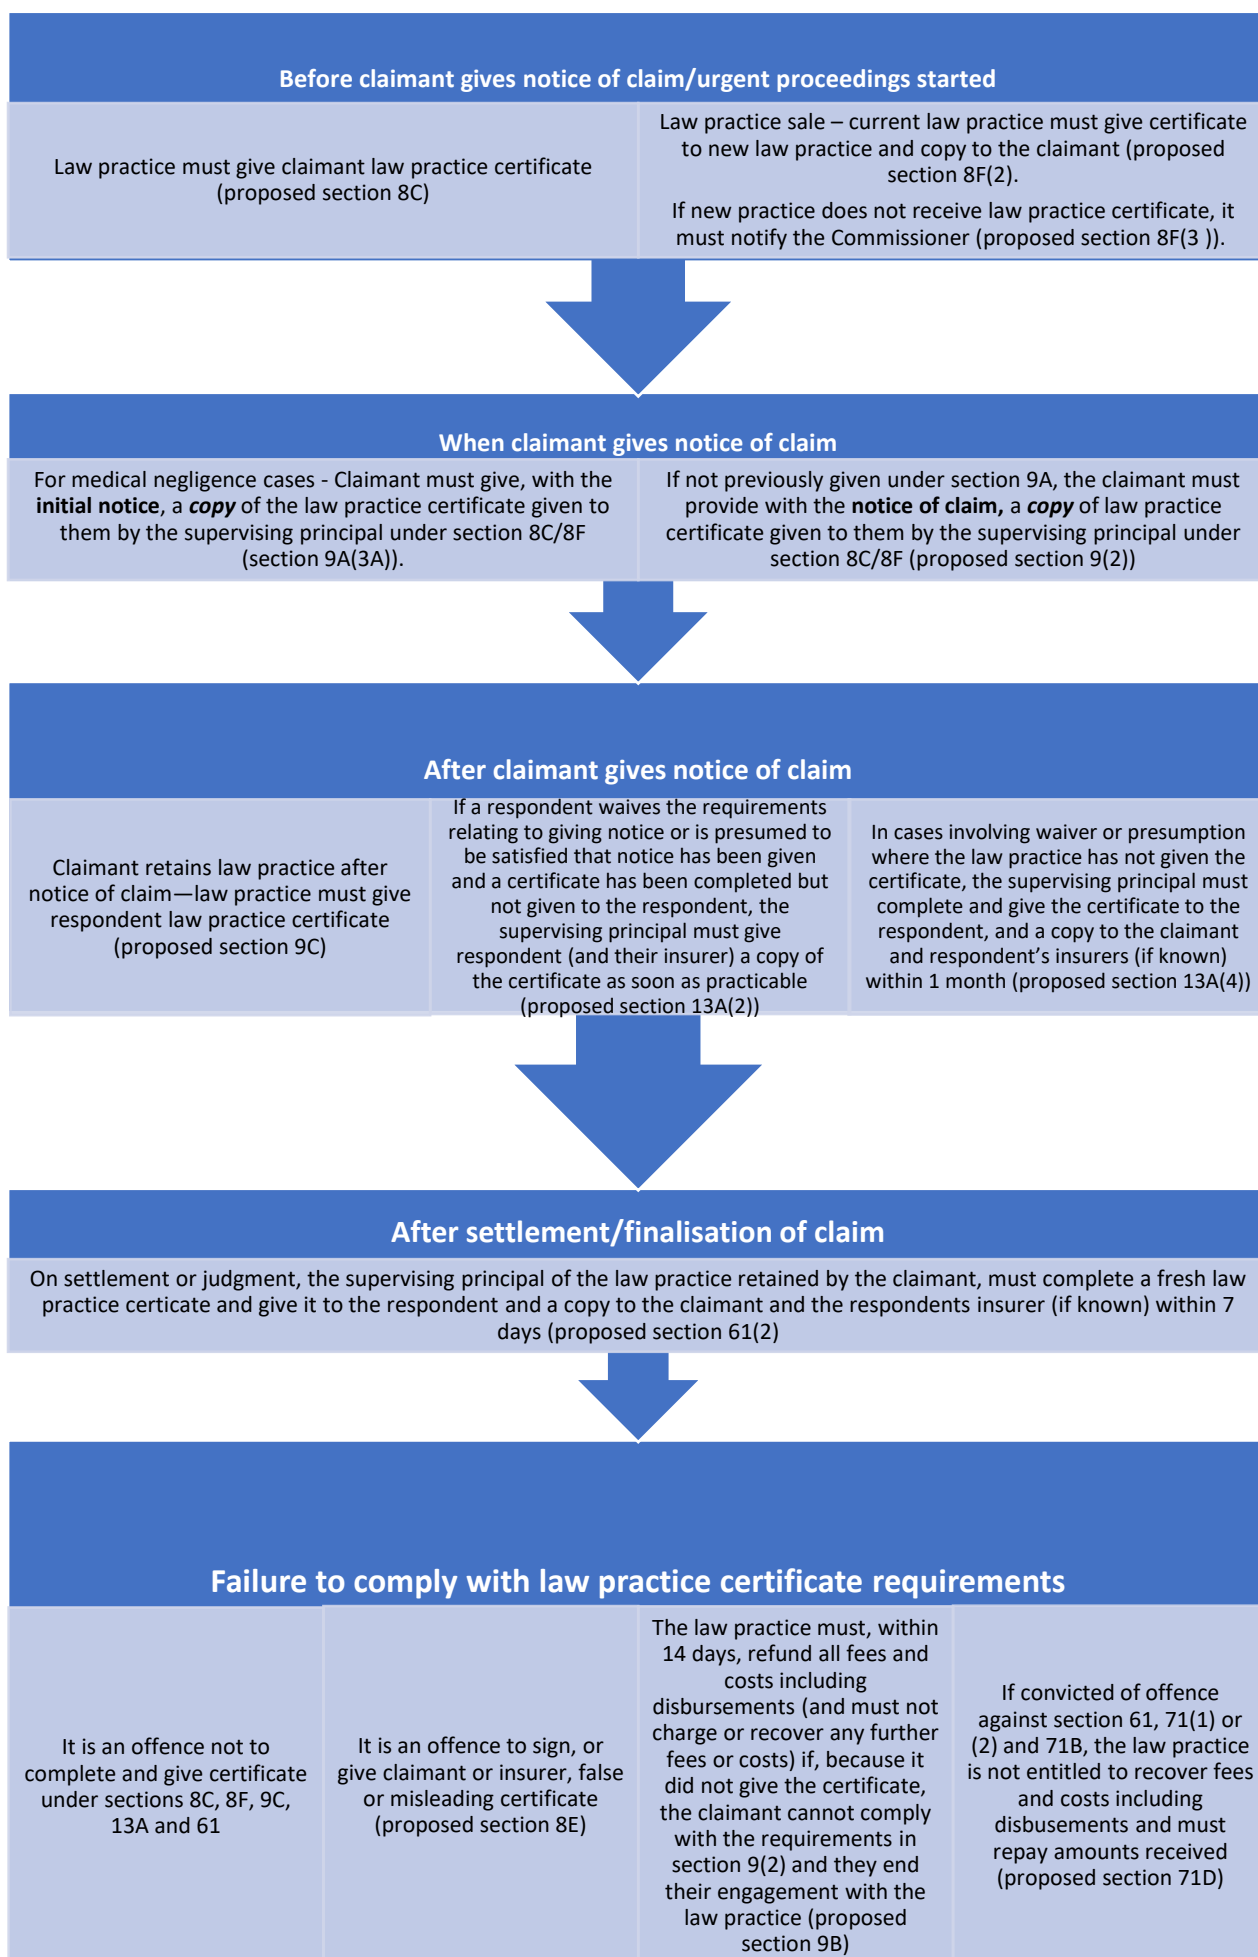 Before claimant gives notice of claim/urgent proceedings started
Law practice must give claimant law practice certificate
(proposed section 8C)
Law practice sale – current law practice must give certificate
to new law practice and copy to the claimant (proposed
section 8F(2).
If new practice does not receive law practice certificate, it
must notify the Commissioner (proposed section 8F(3 )).
When claimant gives notice of claim
For medical negligence cases - Claimant must give, with the
initial notice, a copy of the law practice certificate given to
them by the supervising principal under section 8C/8F
(section 9A(3A)).
If not previously given under section 9A, the claimant must
provide with the notice of claim, a copy of law practice
certificate given to them by the supervising principal under
section 8C/8F (proposed section 9(2))
After claimant gives notice of claim
Claimant retains law practice after
notice of claim—law practice must give
respondent law practice certificate
(proposed section 9C)
If a respondent waives the requirements
relating to giving notice or is presumed to
be satisfied that notice has been given
and a certificate has been completed but
not given to the respondent, the
supervising principal must give
respondent (and their insurer) a copy of
the certificate as soon as practicable
(proposed section 13A(2))
In cases involving waiver or presumption
where the law practice has not given the
certificate, the supervising principal must
complete and give the certificate to the
respondent, and a copy to the claimant
and respondent’s insurers (if known)
within 1 month (proposed section 13A(4))
After settlement/finalisation of claim
On settlement or judgment, the supervising principal of the law practice retained by the claimant, must complete a fresh law
practice certicate and give it to the respondent and a copy to the claimant and the respondents insurer (if known) within 7
days (proposed section 61(2)
Failure to comply with law practice certificate requirements
It is an offence not to
complete and give certificate
under sections 8C, 8F, 9C,
13A and 61
It is an offence to sign, or
give claimant or insurer, false
or misleading certificate
(proposed section 8E)
The law practice must, within
14 days, refund all fees and
costs including
disbursements (and must not
charge or recover any further
fees or costs) if, because it
did not give the certificate,
the claimant cannot comply
with the requirements in
section 9(2) and they end
their engagement with the
law practice (proposed
section 9B)
If convicted of offence
against section 61, 71(1) or
(2) and 71B, the law practice
is not entitled to recover fees
and costs including
disbusements and must
repay amounts received
(proposed section 71D)